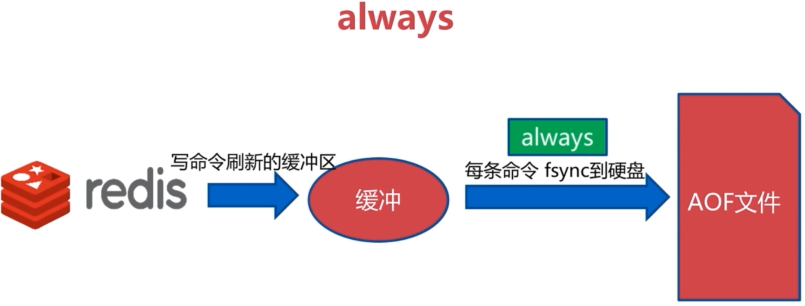 always
redis
写命令刷新的缓冲区
缓冲
always
每条命令 fsync到硬盘
AOF文件